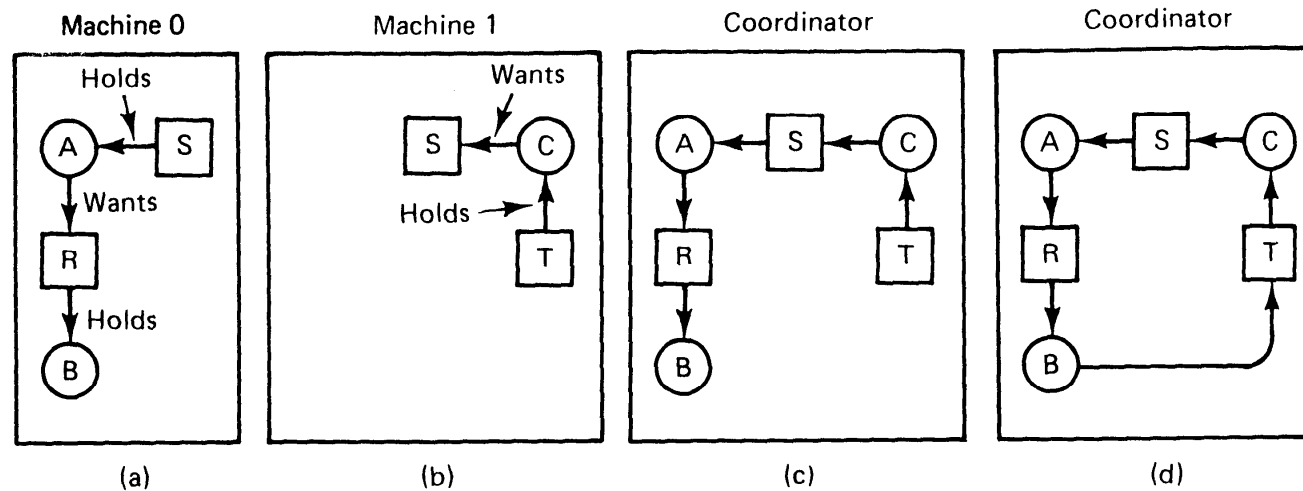 Machine 0
Holds
A
S
Wants
R
Holds
B
(a)
Machine 1
Wants
S
C
Holds
T
(b)
Coordinator
A
S
C
R
T
B
(c)
Coordinator
A
S
C
R
T
B
(d)